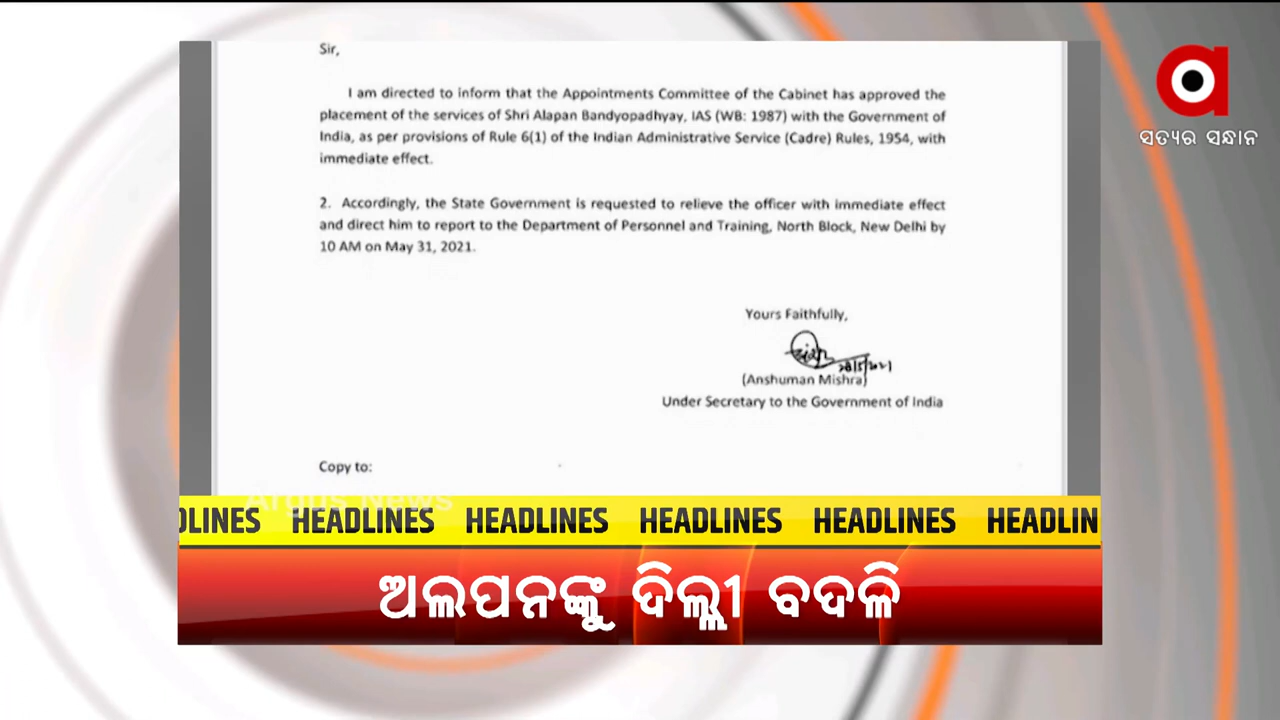 Sir,
I am directed to inform that the Appointments Committee of the Cabinet has approved the
placement of the services of Shri Alapan Bandyopadhyay, IAS (WB: 1987) with the Government of
India, as per provisions of Rule 6(1) of the Indian Administrative Service (Cadre) Rules, 1954, with
immediate effect.
2. Accordingly, the State Government is requested to relieve the officer with immediate effect
and direct him to report to the Department of Personnel and Training, North Block, New Delhi by
10 AM on May 31, 2021.
Yours Faithfully,
(Anshuman Mishra)
Under Secretary to the Government of India
Copy to:
ସତ୍ୟର ସନ୍ଧାନ
Argus News
DLINES HEADLINES HEADLINES HEADLINES HEADLINES HEADLIN
ଅଲପନଙ୍କୁ ଦିଲ୍ଲୀ ବଦଳି